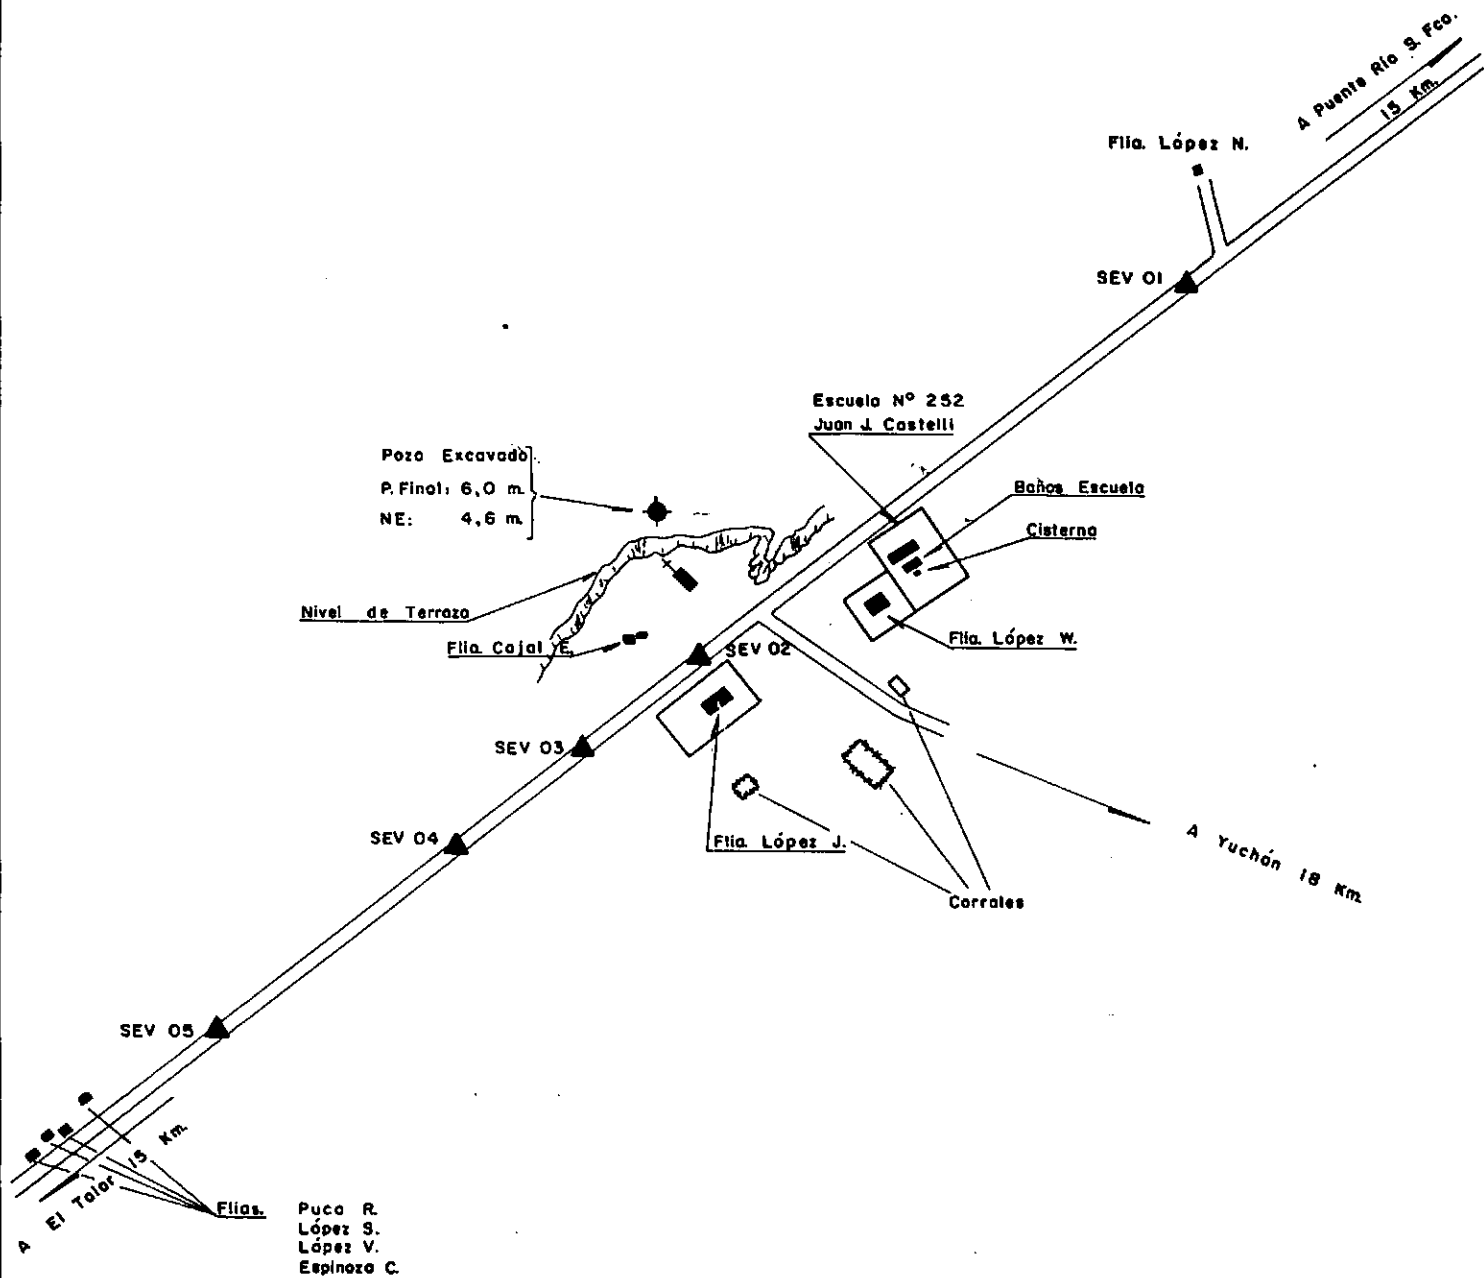 A Puente Río S. Fco.
15 Km.
Flia. López N.
SEV 01
Escuela Nº 252
Juan J. Castelli
Pozo Excavado
P. Final: 6,0 m.
NE: 4,6 m.
Baños Escuela
Cisterna
Nivel de Terraza
Flia. Cajal E.
SEV 02
Flia. López W.
SEV 03
SEV 04
Flia. López J.
A Yuchán 18 Km.
Corrales
SEV 05
A El Talar 15 Km.
Flias. Puca R.
López S.
López V.
Espinoza C.